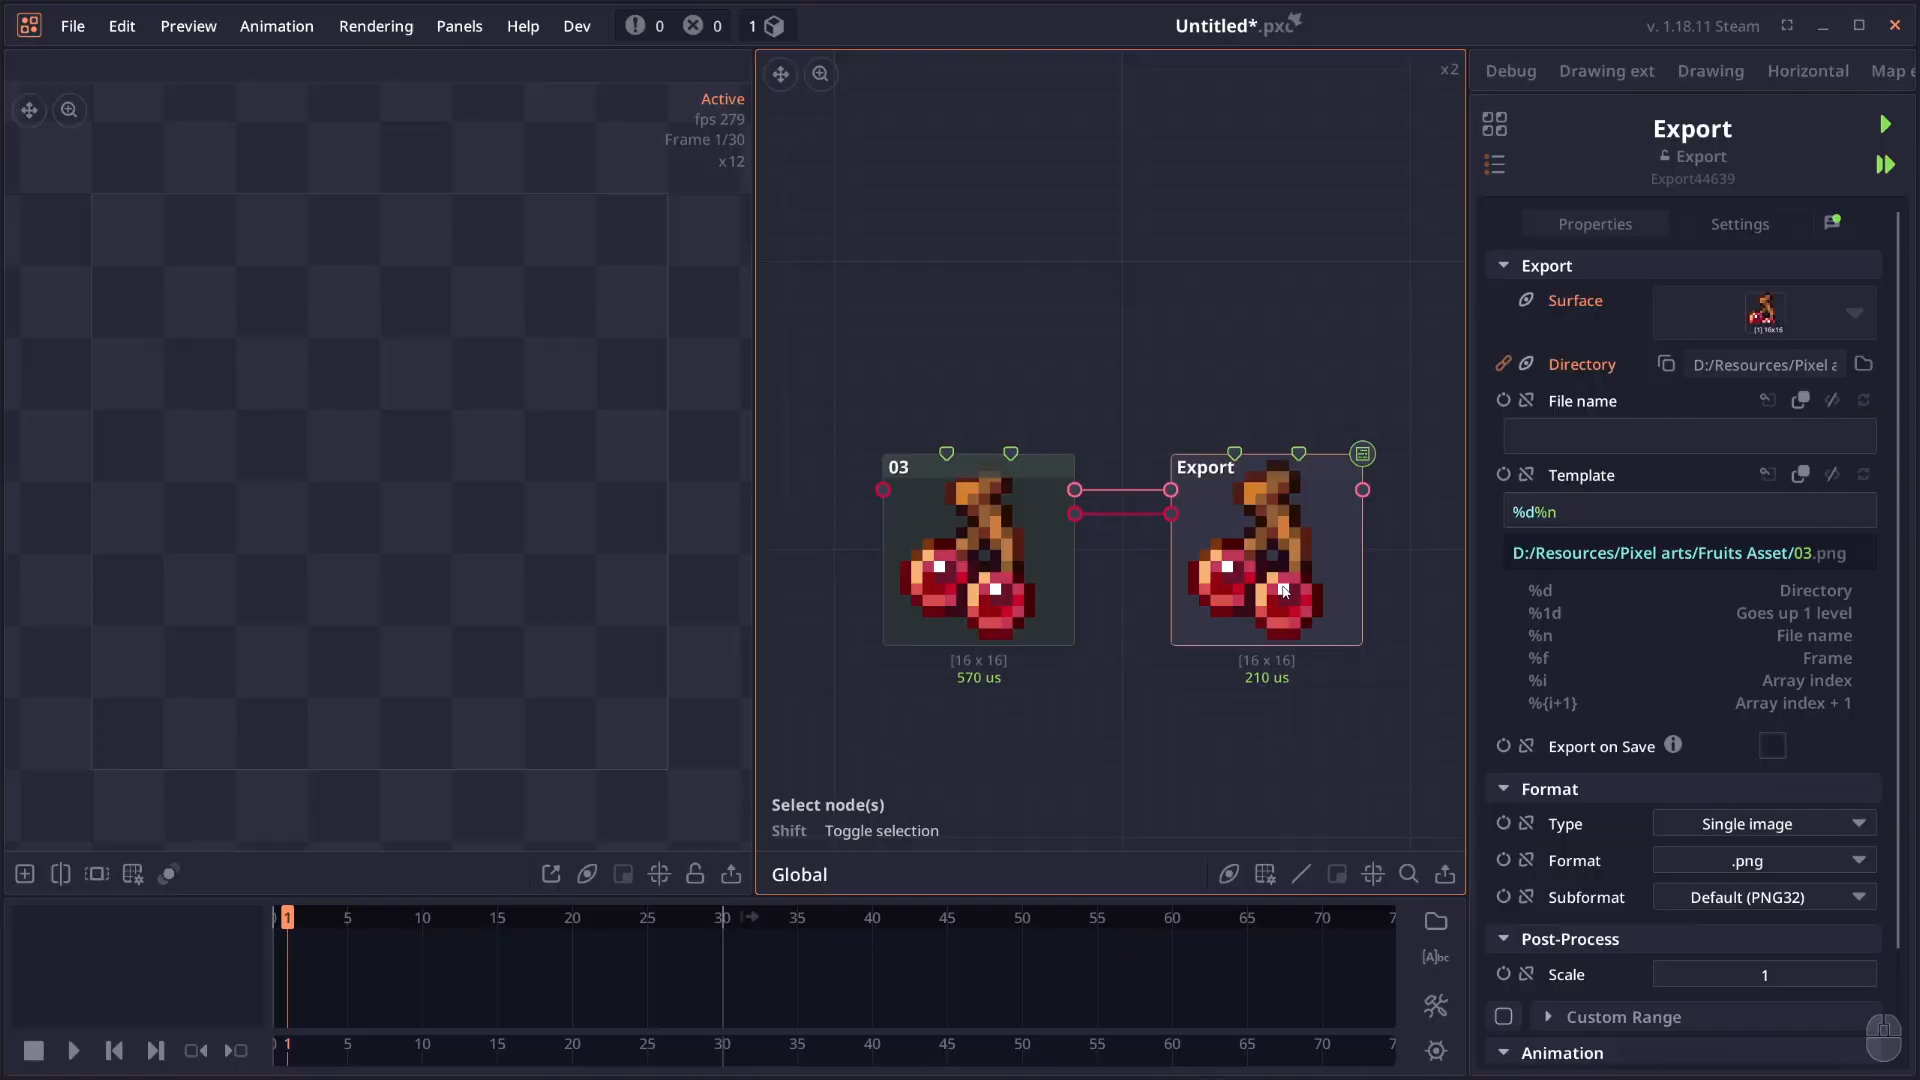 File Edit Preview Animation Rendering Panels Help Dev 0 0 1 Untitled*.pxc v. 1.18.11 Steam
Active
fps 279
Frame 1/30
x12
x2
03
[16 x 16]
570 us
Export
[16 x 16]
210 us
Select node(s)
Shift Toggle selection
Global
Debug Drawing ext Drawing Horizontal Map e
Export
Export
Export44639
Properties Settings
Export
Surface
[1] 16x16
Directory D:/Resources/Pixel a
File name
Template
%d%n
D:/Resources/Pixel arts/Fruits Asset/03.png
%d Directory
%1d Goes up 1 level
%n File name
%f Frame
%i Array index
%{i+1} Array index + 1
Export on Save
Format
Type Single image
Format .png
Subformat Default (PNG32)
Post-Process
Scale 1
Custom Range
Animation
1 5 10 15 20 25 30 35 40 45 50 55 60 65 70 7
[A]bc
1 5 10 15 20 25 30 35 40 45 50 55 60 65 70 7